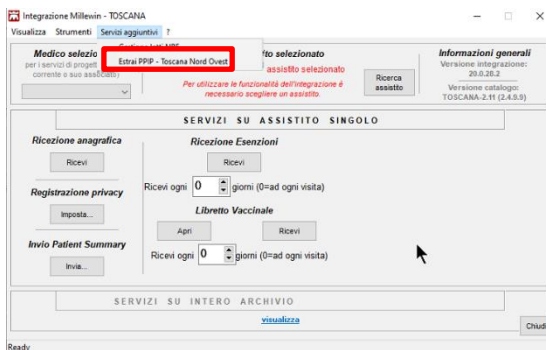 Integrazione Millewin - TOSCANA
Visualizza Strumenti Servizi aggiuntivi ?
Estrai PPIP - Toscana Nord Ovest
Medico selezio
per i servizi di progett
corrente o suo associato)
ito selezionato
assistito selezionato
Per utilizzare le funzionalità dell'integrazione è
necessario scegliere un assistito.
Ricerca
assistito
Informazioni generali
Versione integrazione:
20.0.28.2
Versione catalogo:
TOSCANA-2.11 (2.4.9.9)
SERVIZI SU ASSISTITO SINGOLO
Ricezione anagrafica
Ricevi
Registrazione privacy
Imposta...
Invio Patient Summary
Invia...
Ricezione Esenzioni
Ricevi
Ricevi ogni 0 giorni (0=ad ogni visita)
Libretto Vaccinale
Apri Ricevi
Ricevi ogni 0 giorni (0=ad ogni visita)
SERVIZI SU INTERO ARCHIVIO
visualizza
Chiudi
Ready